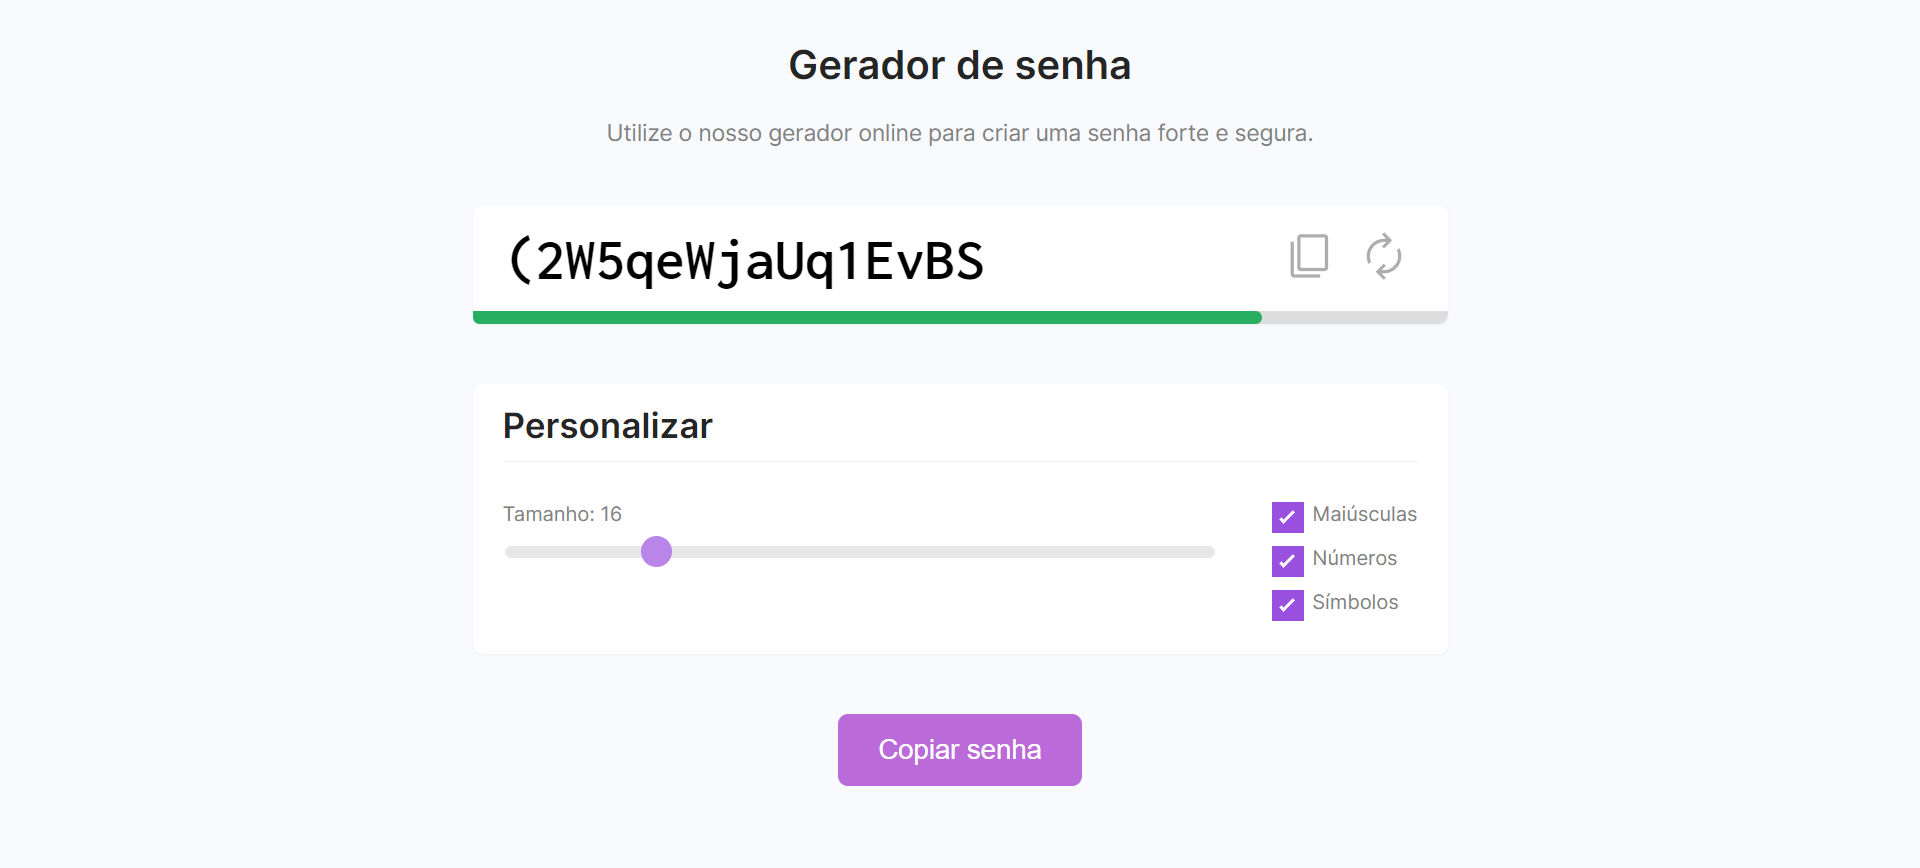 Gerador de senha
Utilize o nosso gerador online para criar uma senha forte e segura.
(2W5qeWjaUq1EvBS
Personalizar
Tamanho: 16
Maiúsculas
Números
Símbolos
Copiar senha